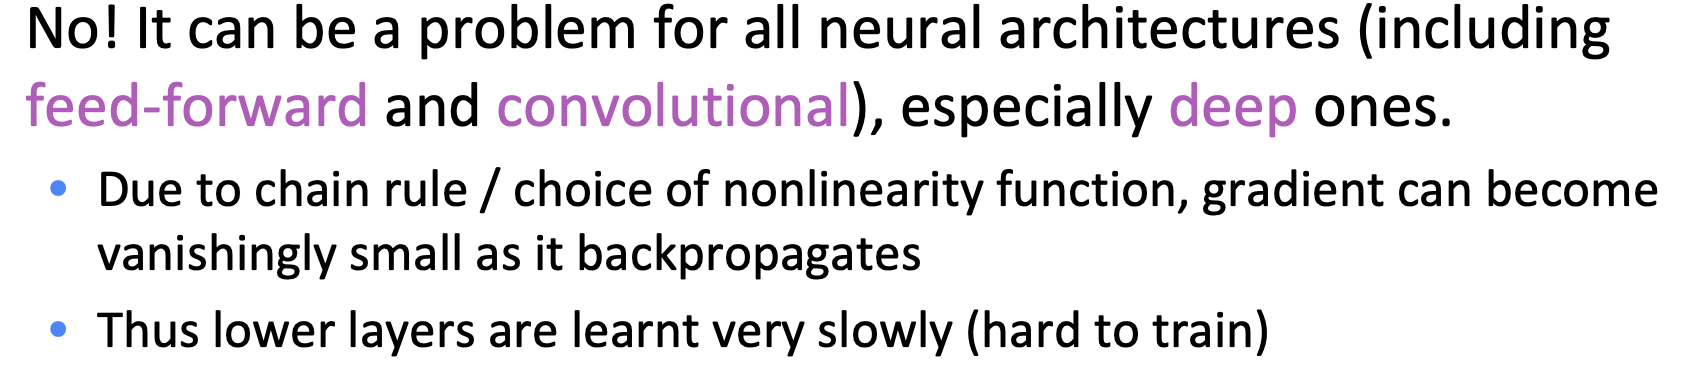 No! It can be a problem for all neural architectures (including
feed-forward and convolutional), especially deep ones.
• Due to chain rule / choice of nonlinearity function, gradient can become
vanishingly small as it backpropagates
• Thus lower layers are learnt very slowly (hard to train)